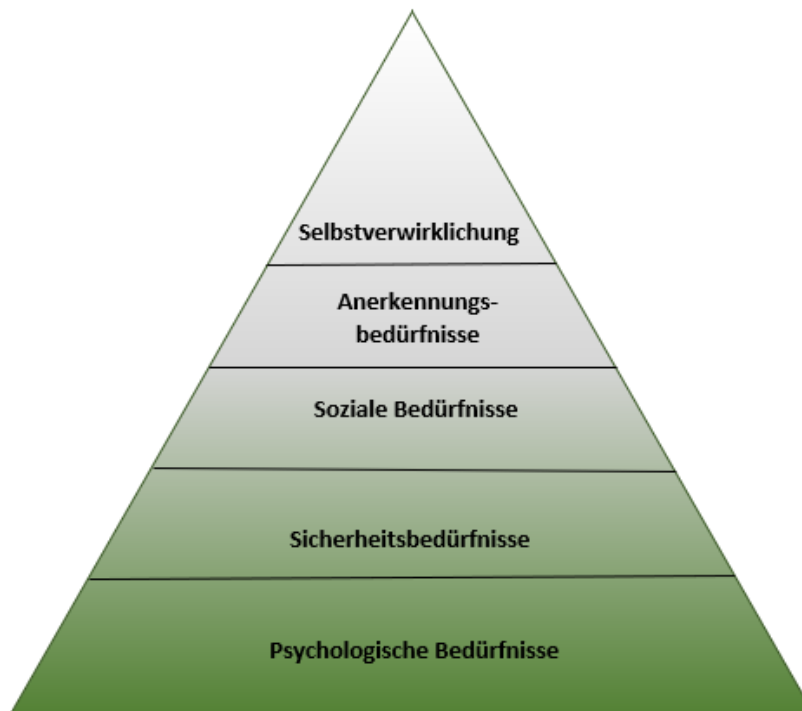 Selbstverwirklichung
Anerkennungs-
bedürfnisse
Soziale Bedürfnisse
Sicherheitsbedürfnisse
Psychologische Bedürfnisse